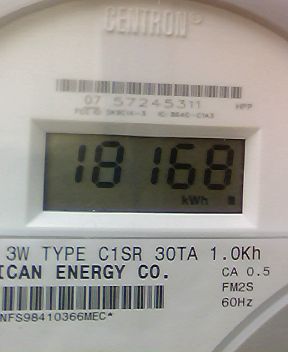 CENTRON®
07 57245311 HPP
18168
kWh
3W TYPE C1SR 30TA 1.0Kh
ICAN ENERGY CO. CA 0.5
FM2S
60Hz
NFS98410366MEC*